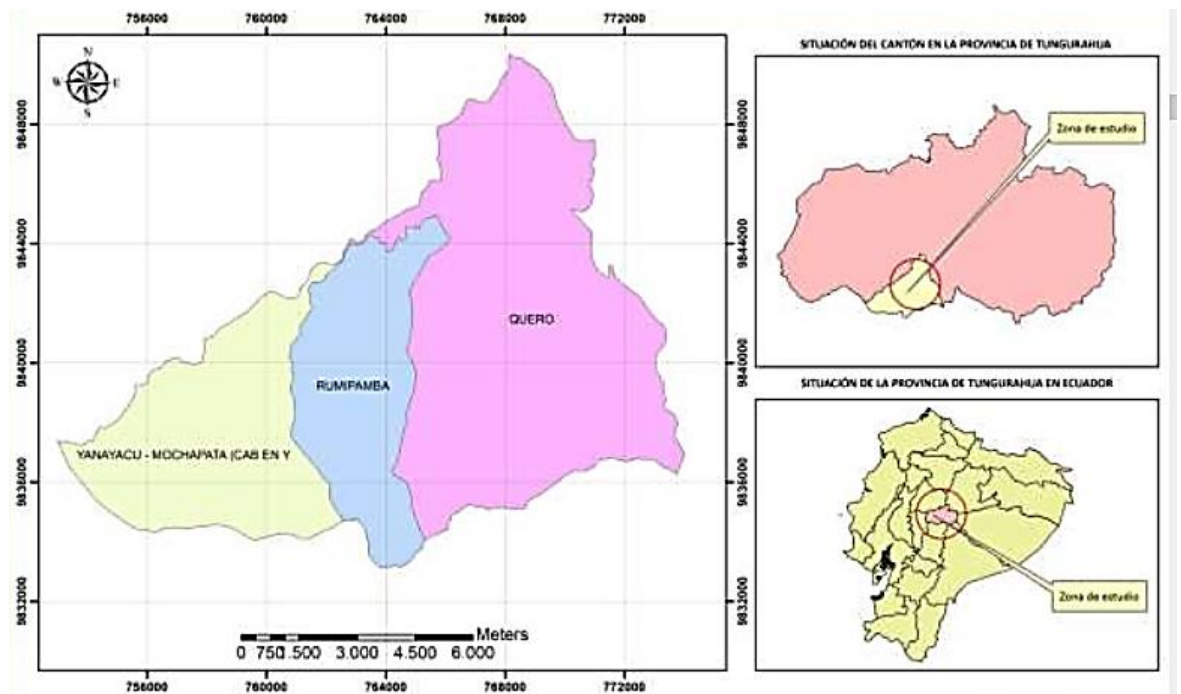 756000 760000 764000 768000 772000
N
W E
S
9848000 9848000
9844000 9844000
9840000 9840000
9836000 9836000
9832000 9832000
QUERO
RUMIPAMBA
YANAYACU - MOCHAPATA (CAB EN Y
Meters
0 750 1.500 3.000 4.500 6.000
756000 760000 764000 768000 772000
SITUACIÓN DEL CANTÓN EN LA PROVINCIA DE TUNGURAHUA
Zona de estudio
SITUACIÓN DE LA PROVINCIA DE TUNGURAHUA EN ECUADOR
Zona de estudio